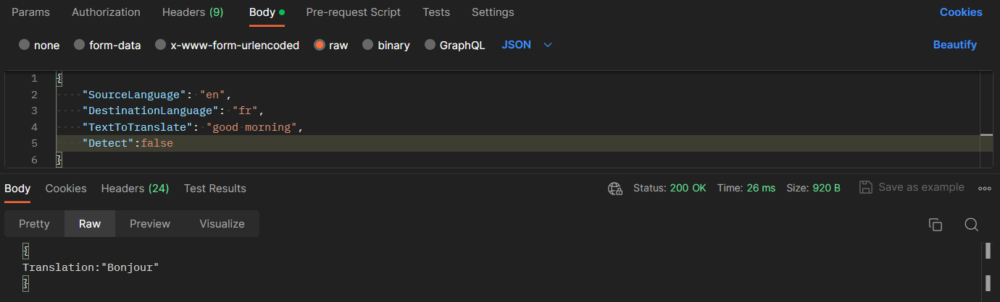 Params Authorization Headers (9) Body Pre-request Script Tests Settings Cookies
none form-data x-www-form-urlencoded raw binary GraphQL JSON Beautify
1 {
2 "SourceLanguage": "en",
3 "DestinationLanguage": "fr",
4 "TextToTranslate": "good morning",
5 "Detect":false
6 }
Body Cookies Headers (24) Test Results Status: 200 OK Time: 26 ms Size: 920 B Save as example
Pretty Raw Preview Visualize
{
Translation:"Bonjour"
}